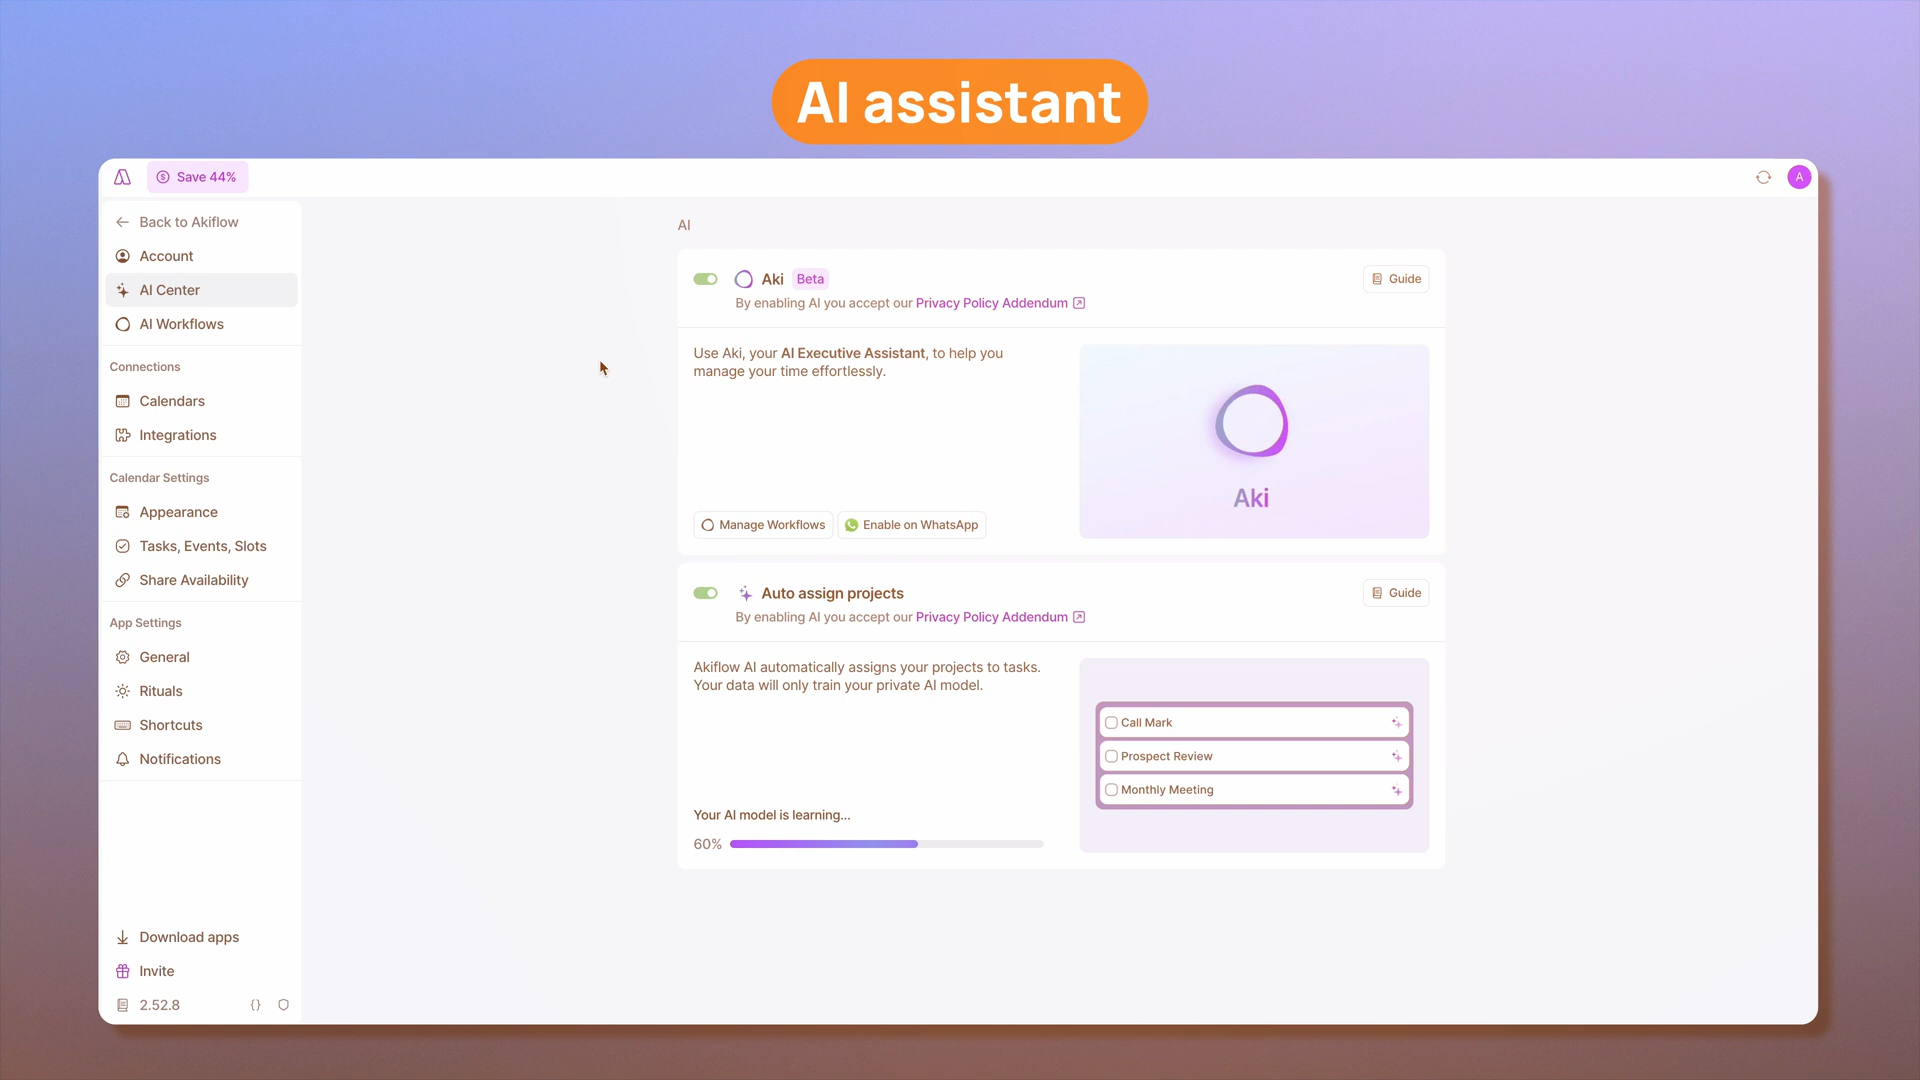 AI assistant
Save 44%
A
Back to Akiflow
Account
AI Center
AI Workflows
Connections
Calendars
Integrations
Calendar Settings
Appearance
Tasks, Events, Slots
Share Availability
App Settings
General
Rituals
Shortcuts
Notifications
Download apps
Invite
2.52.8 {}
AI
Aki Beta
Guide
By enabling AI you accept our Privacy Policy Addendum
Use Aki, your AI Executive Assistant, to help you
manage your time effortlessly.
Manage Workflows
Enable on WhatsApp
Aki
Auto assign projects
Guide
By enabling AI you accept our Privacy Policy Addendum
Akiflow AI automatically assigns your projects to tasks.
Your data will only train your private AI model.
Your AI model is learning...
60%
Call Mark
Prospect Review
Monthly Meeting